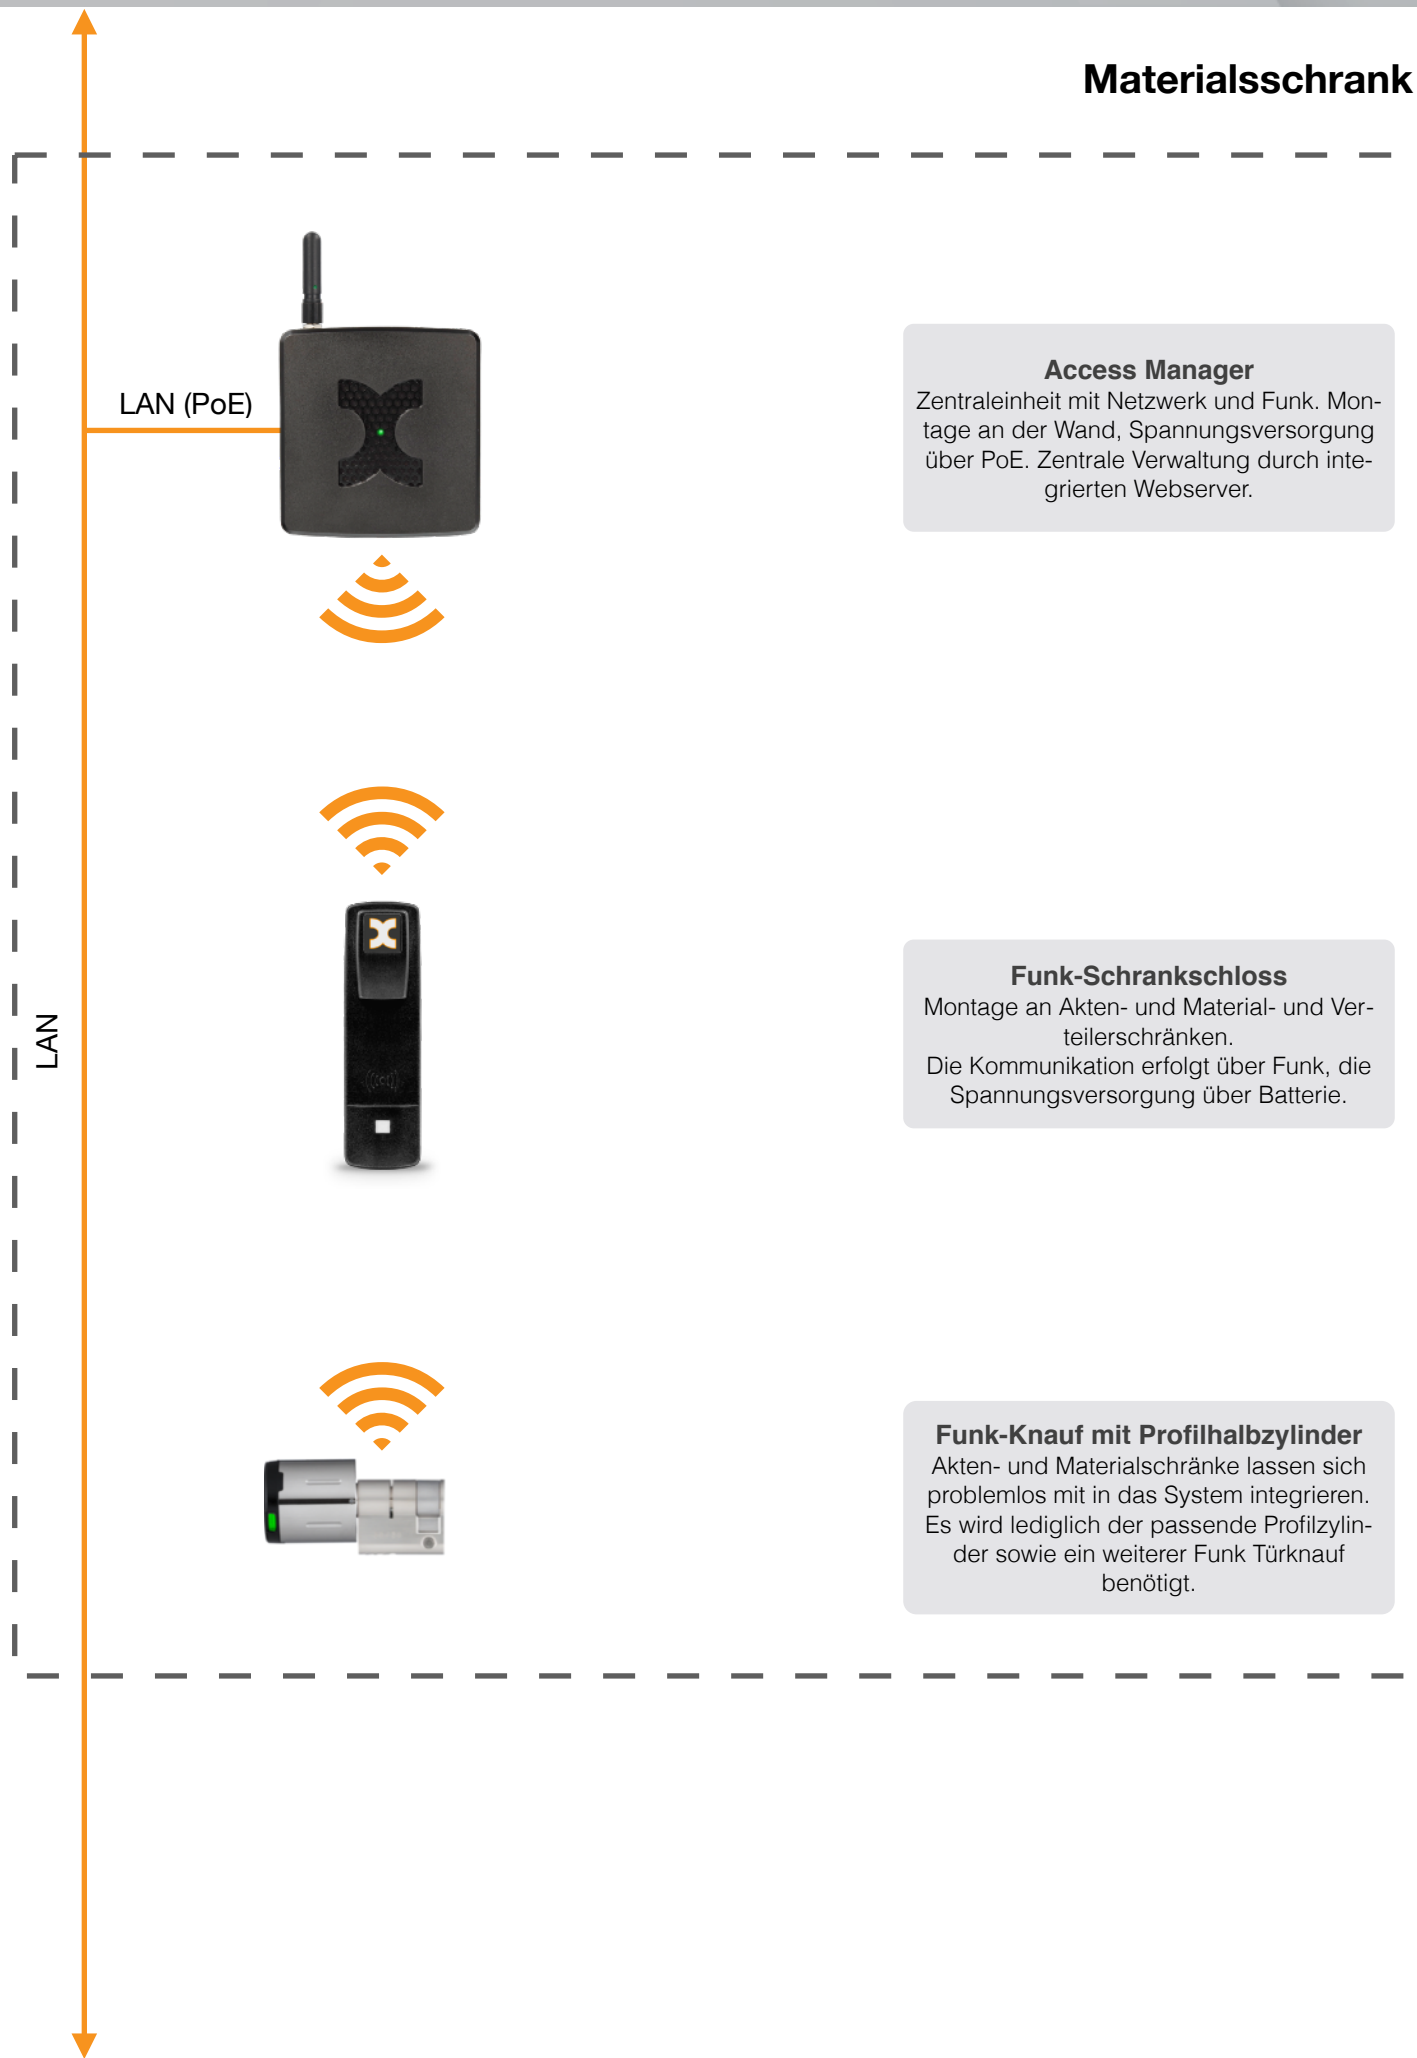 Materialsschrank
LAN (PoE)
Access Manager
Zentraleinheit mit Netzwerk und Funk. Mon-
tage an der Wand, Spannungsversorgung
über PoE. Zentrale Verwaltung durch inte-
grierten Webserver.
LAN
Funk-Schrankschloss
Montage an Akten- und Material- und Ver-
teilerschränken.
Die Kommunikation erfolgt über Funk, die
Spannungsversorgung über Batterie.
Funk-Knauf mit Profilhalbzylinder
Akten- und Materialschränke lassen sich
problemlos mit in das System integrieren.
Es wird lediglich der passende Profilzylin-
der sowie ein weiterer Funk Türknauf
benötigt.